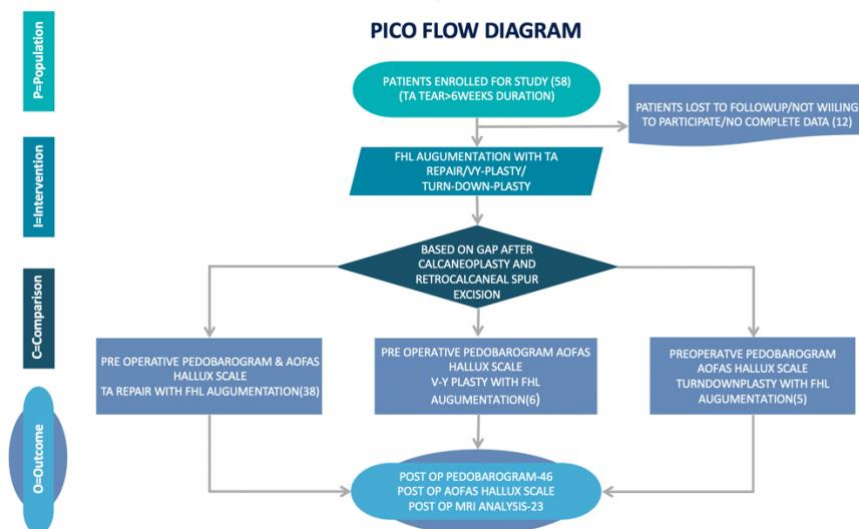 PICO FLOW DIAGRAM
P=Population
PATIENTS ENROLLED FOR STUDY (58)
(TA TEAR>6WEEKS DURATION)
PATIENTS LOST TO FOLLOWUP/NOT WIILING
TO PARTICIPATE/NO COMPLETE DATA (12)
I=Intervention
FHL AUGUMENTATION WITH TA
REPAIR/VY-PLASTY/
TURN-DOWN-PLASTY
C=Comparison
BASED ON GAP AFTER
CALCANEOPLASTY AND
RETROCALCANEAL SPUR
EXCISION
PRE OPERATIVE PEDOBAROGRAM & AOFAS
HALLUX SCALE
TA REPAIR WITH FHL AUGUMENTATION(38)
PRE OPERATIVE PEDOBAROGRAM AOFAS
HALLUX SCALE
V-Y PLASTY WITH FHL
AUGUMENTATION(6)
PREOPERATVE PEDOBAROGRAM
AOFAS HALLUX SCALE
TURNDOWNPLASTY WITH FHL
AUGUMENTATION(5)
O=Outcome
POST OP PEDOBAROGRAM-46
POST OP AOFAS HALLUX SCALE
POST OP MRI ANALYSIS-23